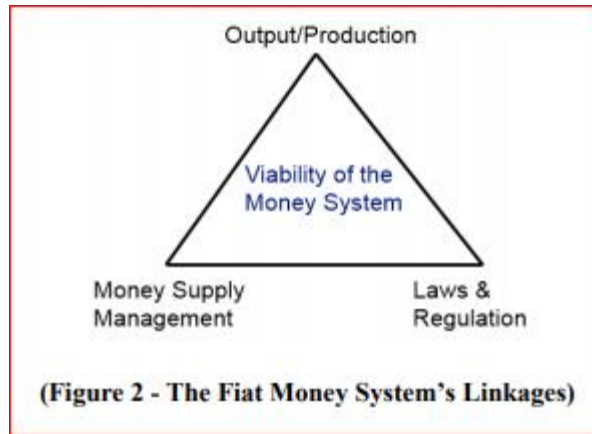 Output/Production
Viability of the
Money System
Money Supply
Management
Laws &
Regulation
(Figure 2 - The Fiat Money System's Linkages)